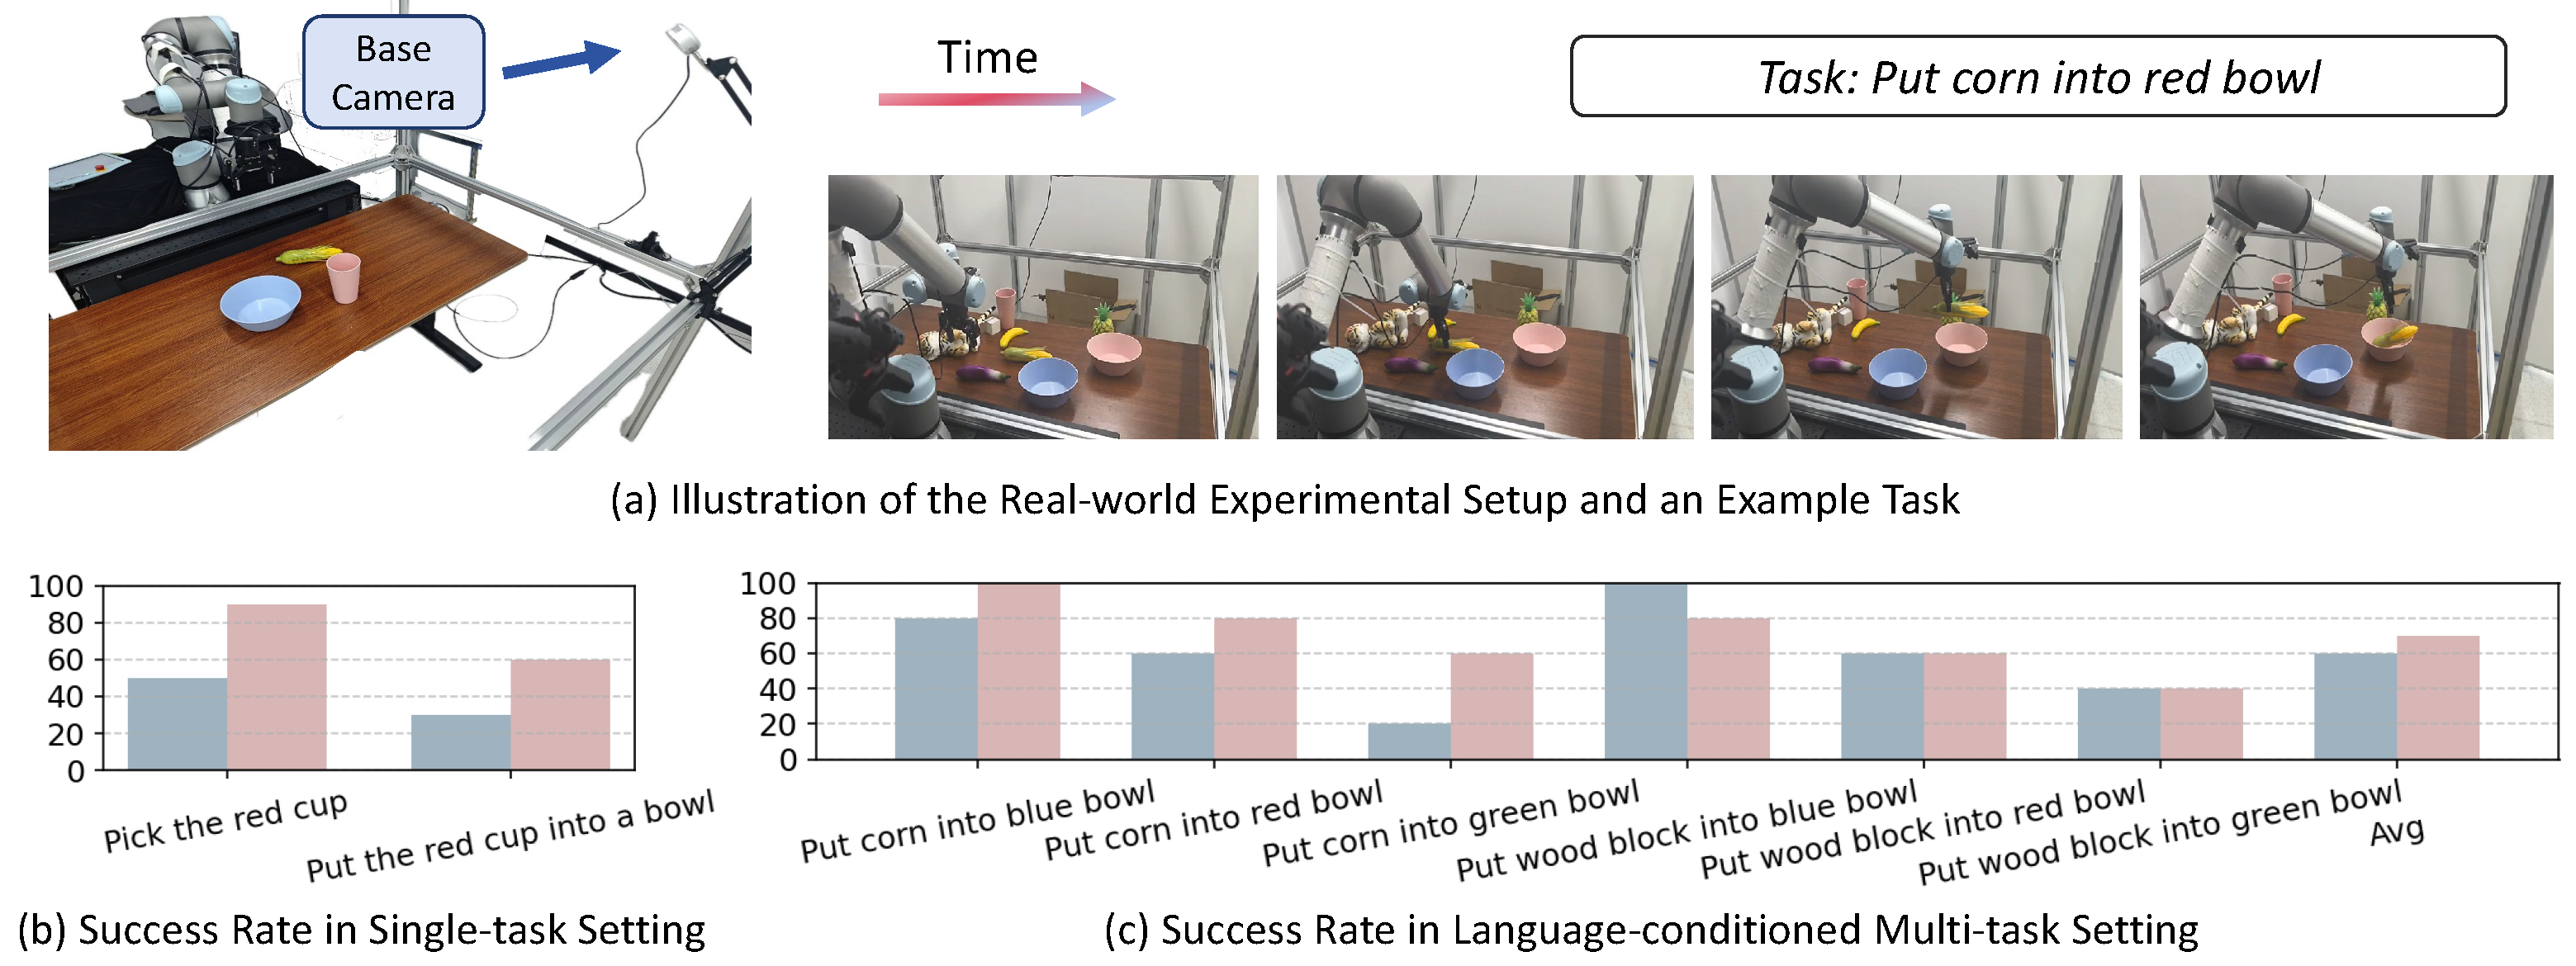 Base
Camera
Time
Task: Put corn into red bowl
(a) Illustration of the Real-world Experimental Setup and an Example Task
100
80
60
40
20
0
Pick the red cup
Put the red cup into a bowl
(b) Success Rate in Single-task Setting
100
80
60
40
20
0
Put corn into blue bowl
Put corn into red bowl
Put corn into green bowl
Put wood block into blue bowl
Put wood block into red bowl
Put wood block into green bowl
Avg
(c) Success Rate in Language-conditioned Multi-task Setting